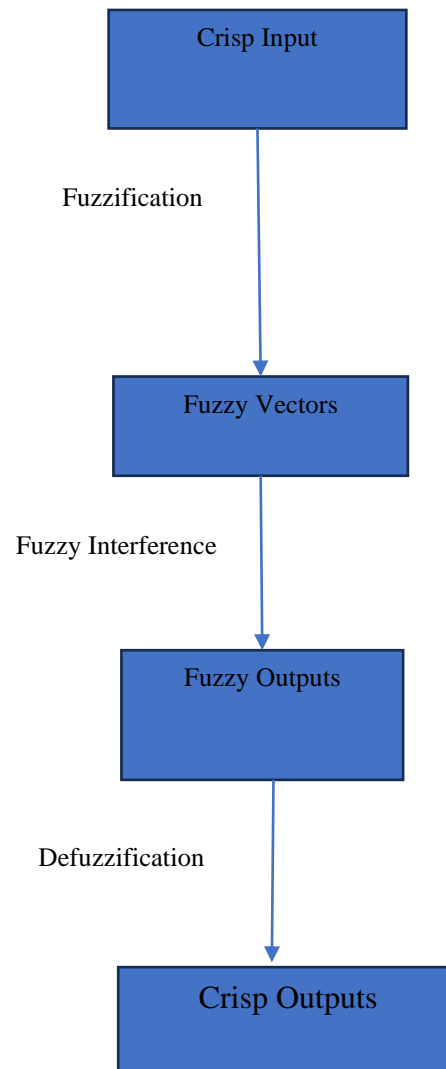 Crisp Input
Fuzzification
Fuzzy Vectors
Fuzzy Interference
Fuzzy Outputs
Defuzzification
Crisp Outputs